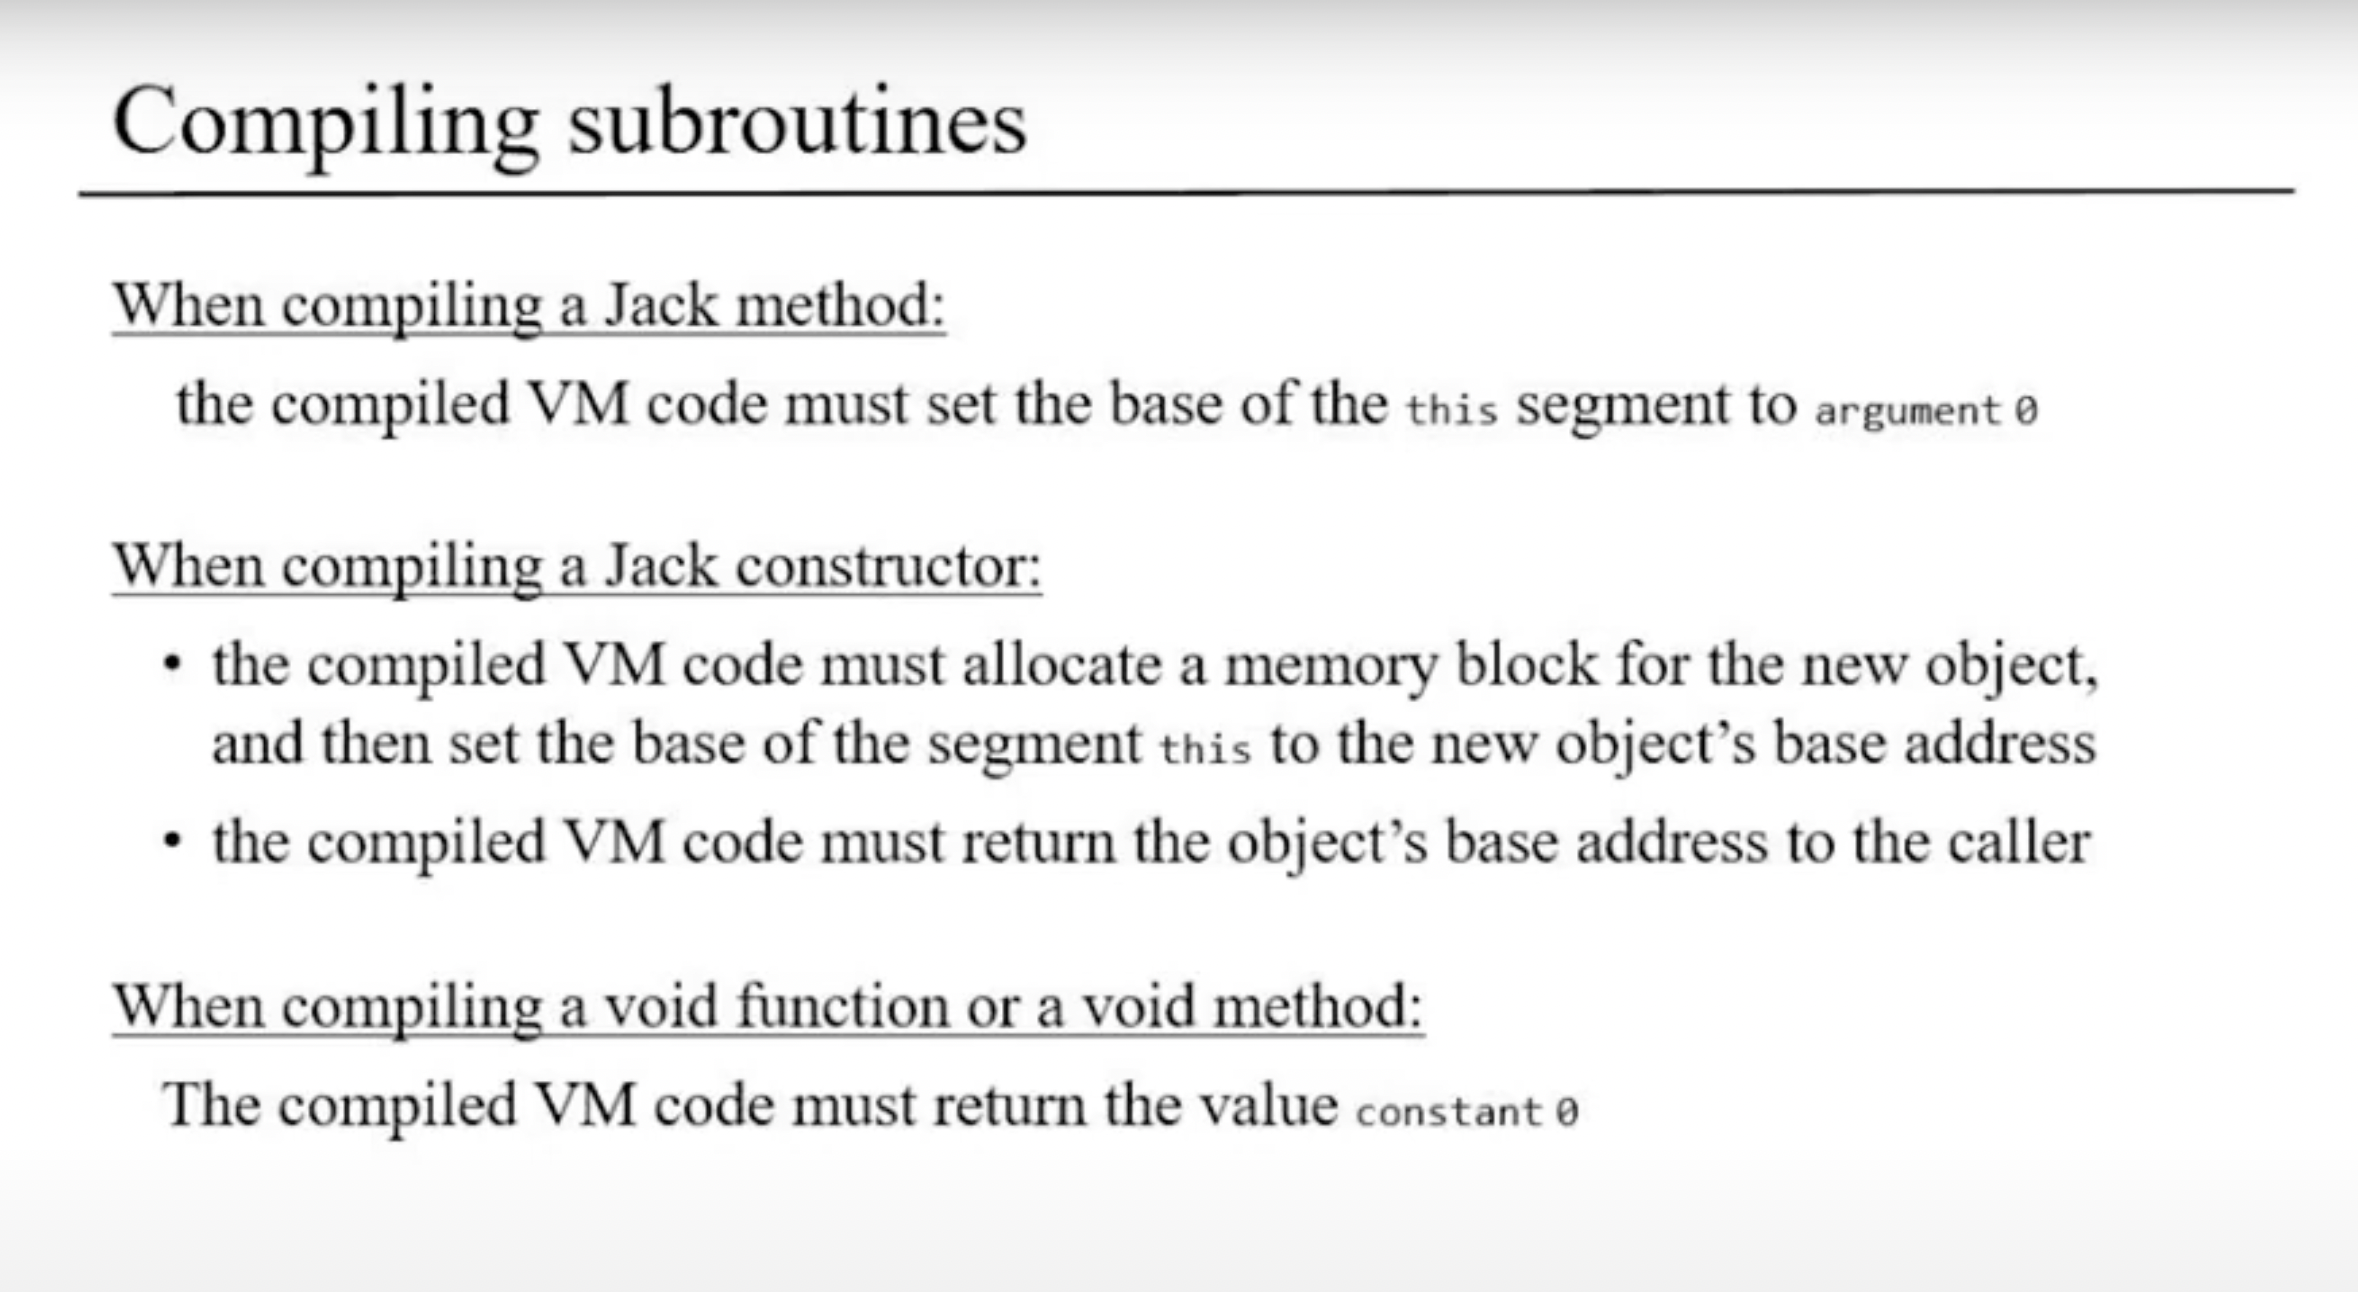 Compiling subroutines
When compiling a Jack method:
the compiled VM code must set the base of the this segment to argument 0
When compiling a Jack constructor:
• the compiled VM code must allocate a memory block for the new object,
and then set the base of the segment this to the new object’s base address
• the compiled VM code must return the object’s base address to the caller
When compiling a void function or a void method:
The compiled VM code must return the value constant 0